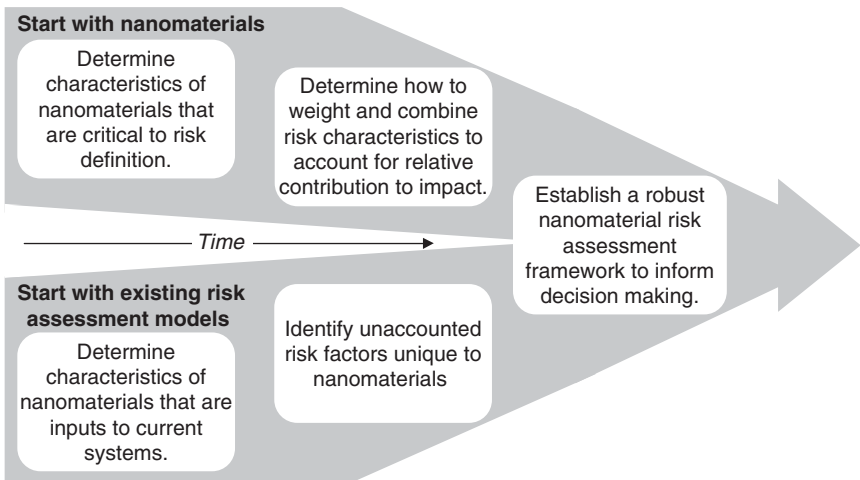 Start with nanomaterials
Determine
characteristics of
nanomaterials that
are critical to risk
definition.
Determine how to
weight and combine
risk characteristics to
account for relative
contribution to impact.
Establish a robust
nanomaterial risk
assessment
framework to inform
decision making.
Time
Start with existing risk
assessment models
Determine
characteristics of
nanomaterials that are
inputs to current
systems.
Identify unaccounted
risk factors unique to
nanomaterials